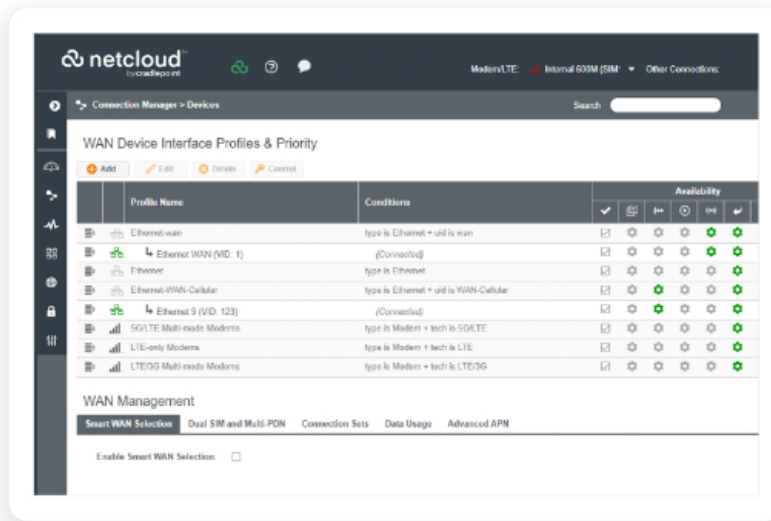 netcloud
by cradlepoint
Modem/LTE: Internal 600M (SIM: Other Connections:
Connection Manager > Devices
Search
WAN Device Interface Profiles & Priority
Add Edit Delete Control
Profile Name Conditions Availability
Ethernet-wan type is Ethernet + uid is wan
Ethernet WAN (VID: 1) (Connected)
Ethernet type is Ethernet
Ethernet-WAN-Cellular type is Ethernet + uid is WAN-Cellular
Ethernet 9 (VID: 123) (Connected)
5G/LTE Multi-mode Modems type is Modem + tech is 5G/LTE
LTE-only Modems type is Modem + tech is LTE
LTE/3G Multi-mode Modems type is Modem + tech is LTE/3G
WAN Management
Smart WAN Selection Dual SIM and Multi-PDN Connection Sets Data Usage Advanced APN
Enable Smart WAN Selection: